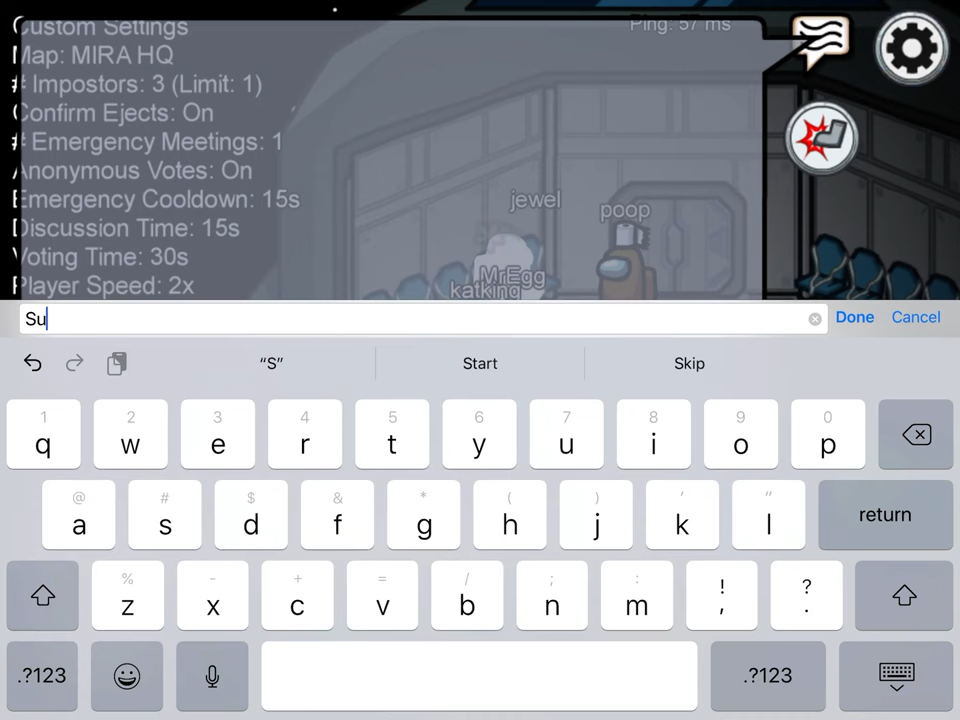 Custom Settings
Ping: 57 ms
Map: MIRA HQ
# Impostors: 3 (Limit: 1)
Confirm Ejects: On
# Emergency Meetings: 1
Anonymous Votes: On
Emergency Cooldown: 15s
jewel
poop
Discussion Time: 15s
Voting Time: 30s
MrEgg
Player Speed: 2x
katking
Su
Done
Cancel
“S”
Start
Skip
1 2 3 4 5 6 7 8 9 0
q w e r t y u i o p
@ # $ & * ( ) ' "
a s d f g h j k l return
% - + = / ; : ! ?
z x c v b n m , .
.?123 .?123